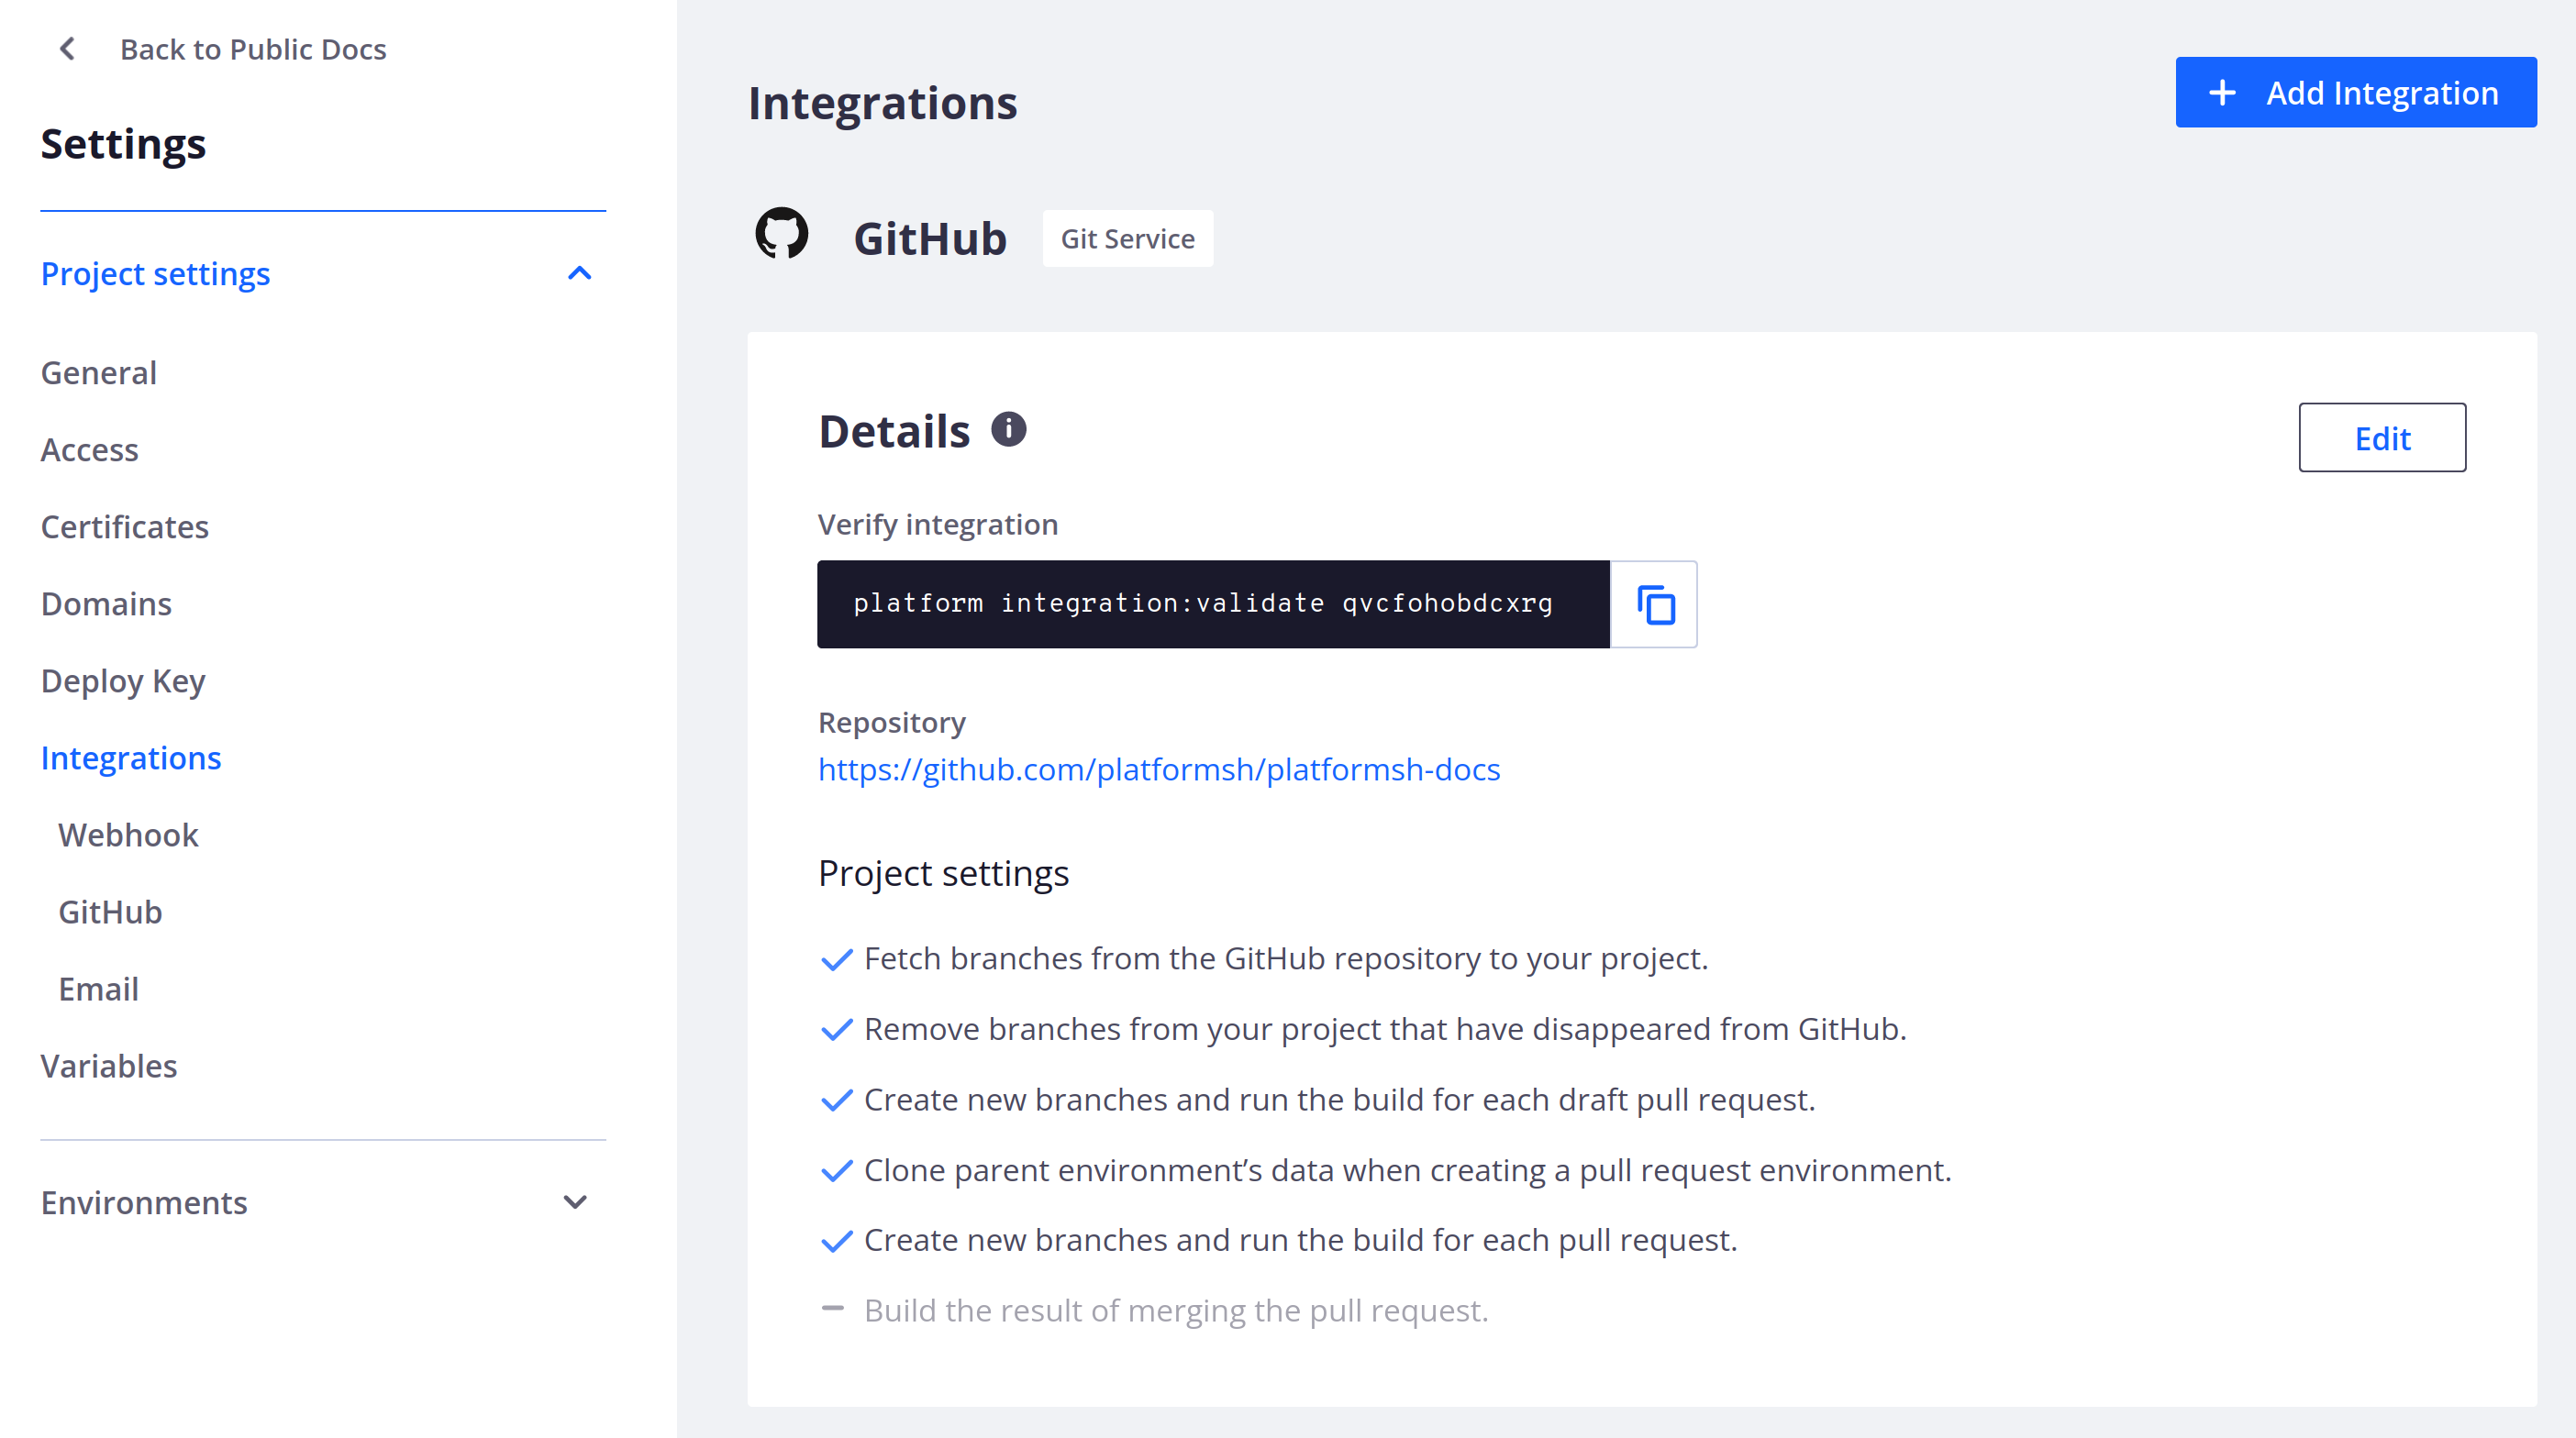 Back to Public Docs
Settings
Project settings
General
Access
Certificates
Domains
Deploy Key
Integrations
Webhook
GitHub
Email
Variables
Environments
Integrations
Add Integration
GitHub
Git Service
Details
Edit
Verify integration
platform integration:validate qvcfohobdcxrg
Repository
https://github.com/platformsh/platformsh-docs
Project settings
Fetch branches from the GitHub repository to your project.
Remove branches from your project that have disappeared from GitHub.
Create new branches and run the build for each draft pull request.
Clone parent environment’s data when creating a pull request environment.
Create new branches and run the build for each pull request.
Build the result of merging the pull request.